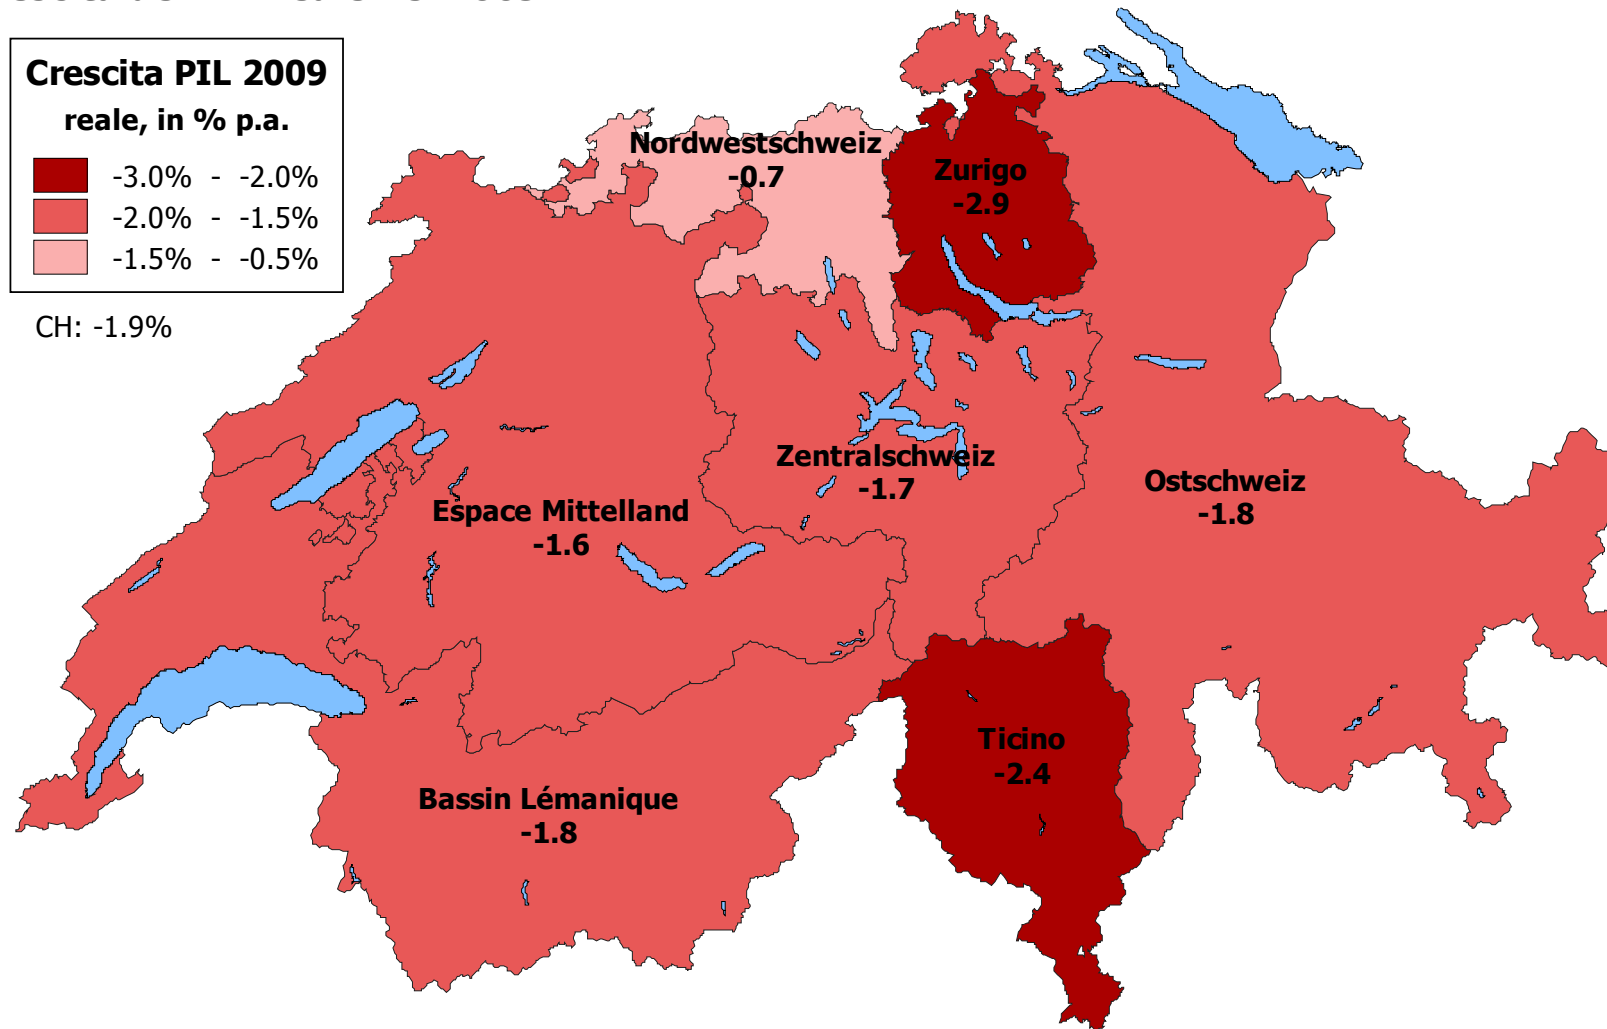 Crescita PIL 2009
reale, in % p.a.
-3.0% - -2.0%
-2.0% - -1.5%
-1.5% - -0.5%
CH: -1.9%
Nordwestschweiz
-0.7
Zurigo
-2.9
Zentralschweiz
-1.7
Ostschweiz
-1.8
Espace Mittelland
-1.6
Ticino
-2.4
Bassin Lémanique
-1.8